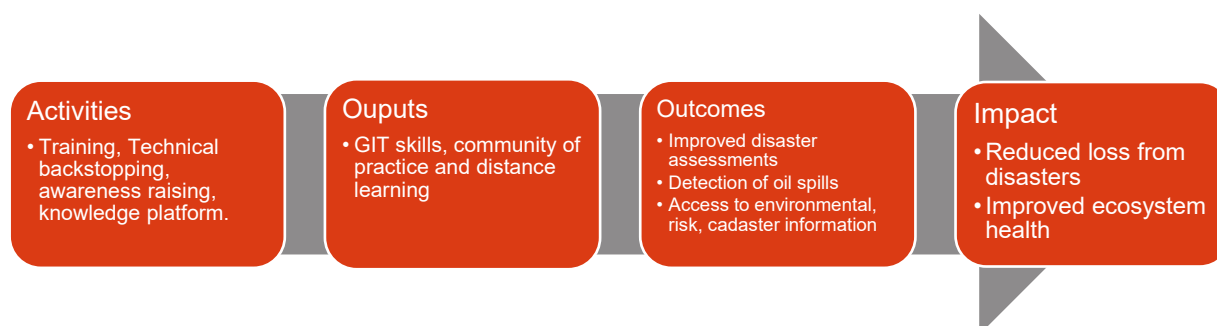 Activities
• Training, Technical
backstopping,
awareness raising,
knowledge platform.
Ouputs
• GIT skills, community of
practice and distance
learning
Outcomes
• Improved disaster
assessments
• Detection of oil spills
• Access to environmental,
risk, cadaster information
Impact
• Reduced loss from
disasters
• Improved ecosystem
health